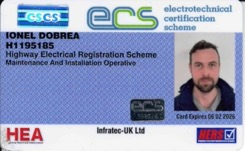 CSCS
ecs
electrotechnical
certification
scheme
IONEL DOBREA
H1195185
Highway Electrical Registration Scheme
Maintenance And Installation Operative
ecs
Card Expires 06 02 2026
HEA
Infratec-UK Ltd
HERS